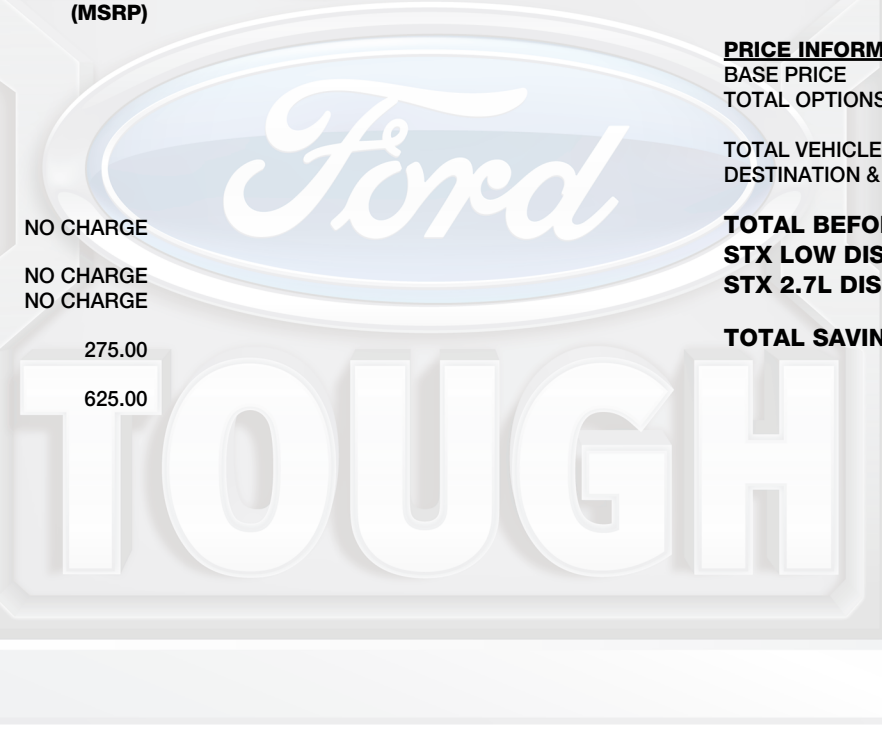 (MSRP)
NO CHARGE
NO CHARGE
NO CHARGE
275.00
625.00
Ford
TOUGH
PRICE INFORM
BASE PRICE
TOTAL OPTIONS
TOTAL VEHICLE
DESTINATION &
TOTAL BEFO
STX LOW DIS
STX 2.7L DIS
TOTAL SAVIN